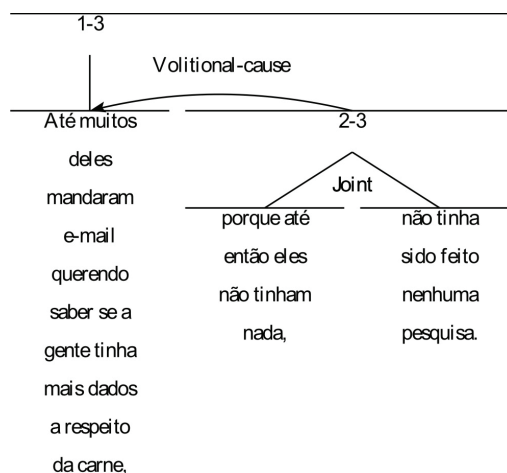 1-3
Volitional-cause
Até muitos
deles
mandaram
e-mail
querendo
saber se a
gente tinha
mais dados
a respeito
da carne,
2-3
Joint
porque até
então eles
não tinham
nada,
não tinha
sido feito
nenhuma
pesquisa.